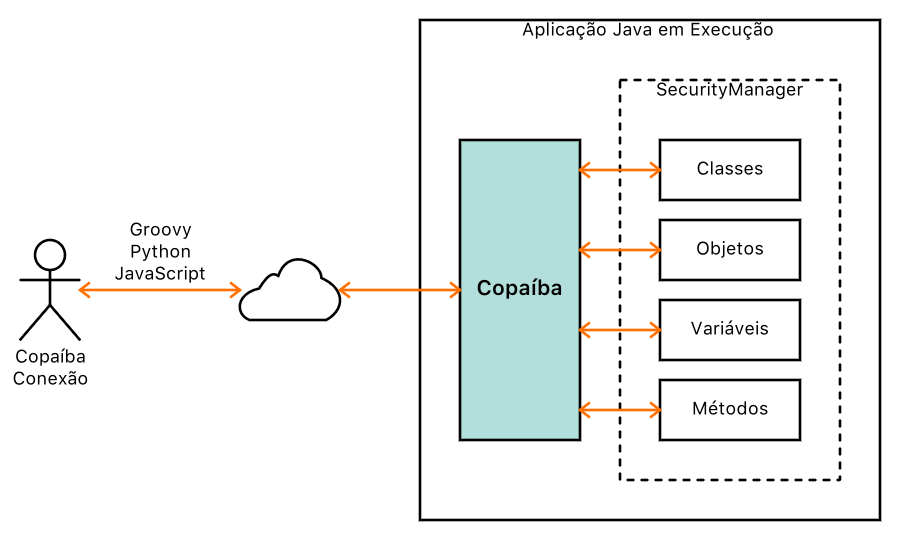 Aplicação Java em Execução
SecurityManager
Classes
Groovy
Python
JavaScript
Objetos
Copaíba
Variáveis
Copaíba
Conexão
Métodos